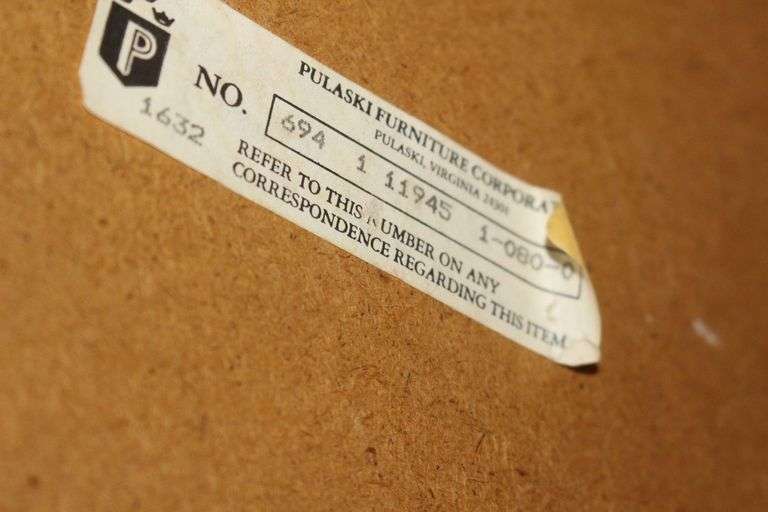 P
PULASKI FURNITURE CORPORAT
PULASKI, VIRGINIA 24301
NO. 694 1 11945 1-080-0
1632
REFER TO THIS NUMBER ON ANY
CORRESPONDENCE REGARDING THIS ITEM